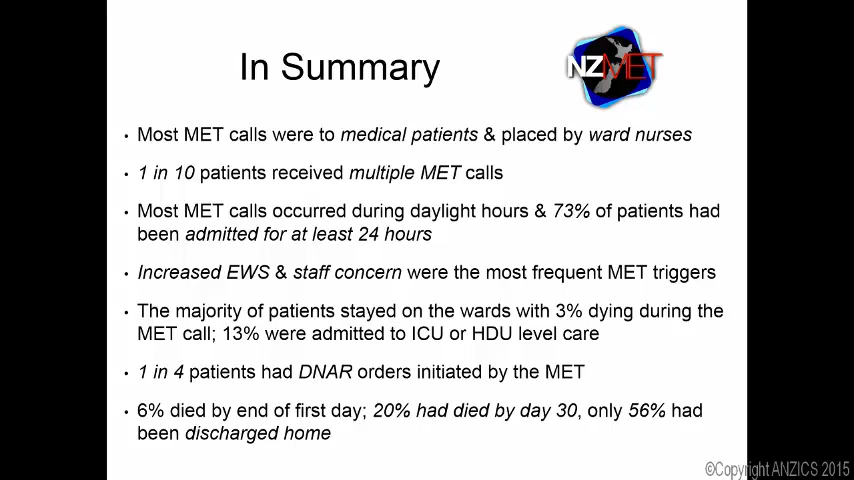 In Summary
NZMET
• Most MET calls were to medical patients & placed by ward nurses
• 1 in 10 patients received multiple MET calls
• Most MET calls occurred during daylight hours & 73% of patients had
been admitted for at least 24 hours
• Increased EWS & staff concern were the most frequent MET triggers
• The majority of patients stayed on the wards with 3% dying during the
MET call; 13% were admitted to ICU or HDU level care
• 1 in 4 patients had DNAR orders initiated by the MET
• 6% died by end of first day; 20% had died by day 30, only 56% had
been discharged home
©Copyright ANZICS 2015